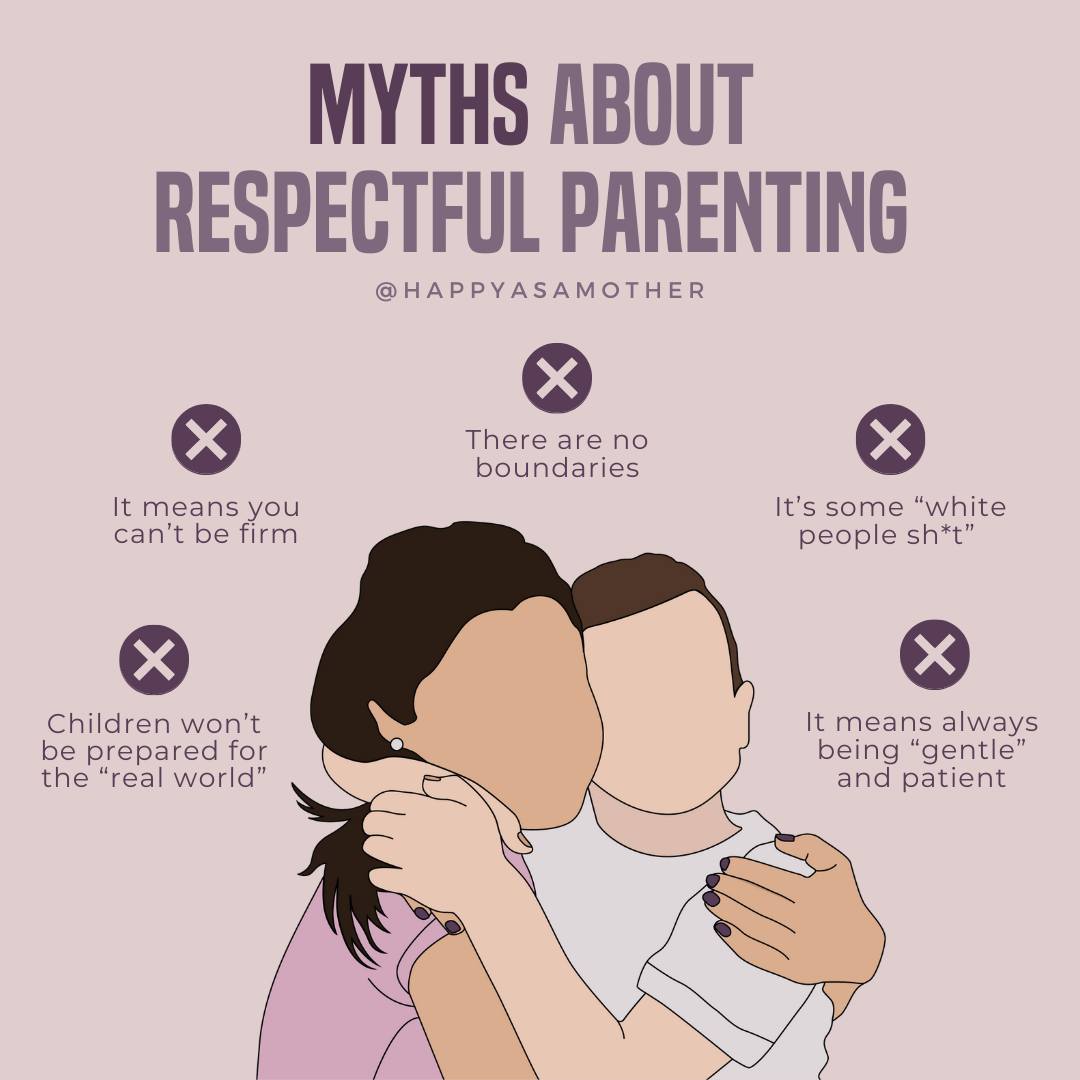 MYTHS ABOUT
RESPECTFUL PARENTING
@HAPPYASAMOTHER
There are no
boundaries
It means you
can’t be firm
It’s some “white
people sh*t”
Children won’t
be prepared for
the “real world”
It means always
being “gentle”
and patient